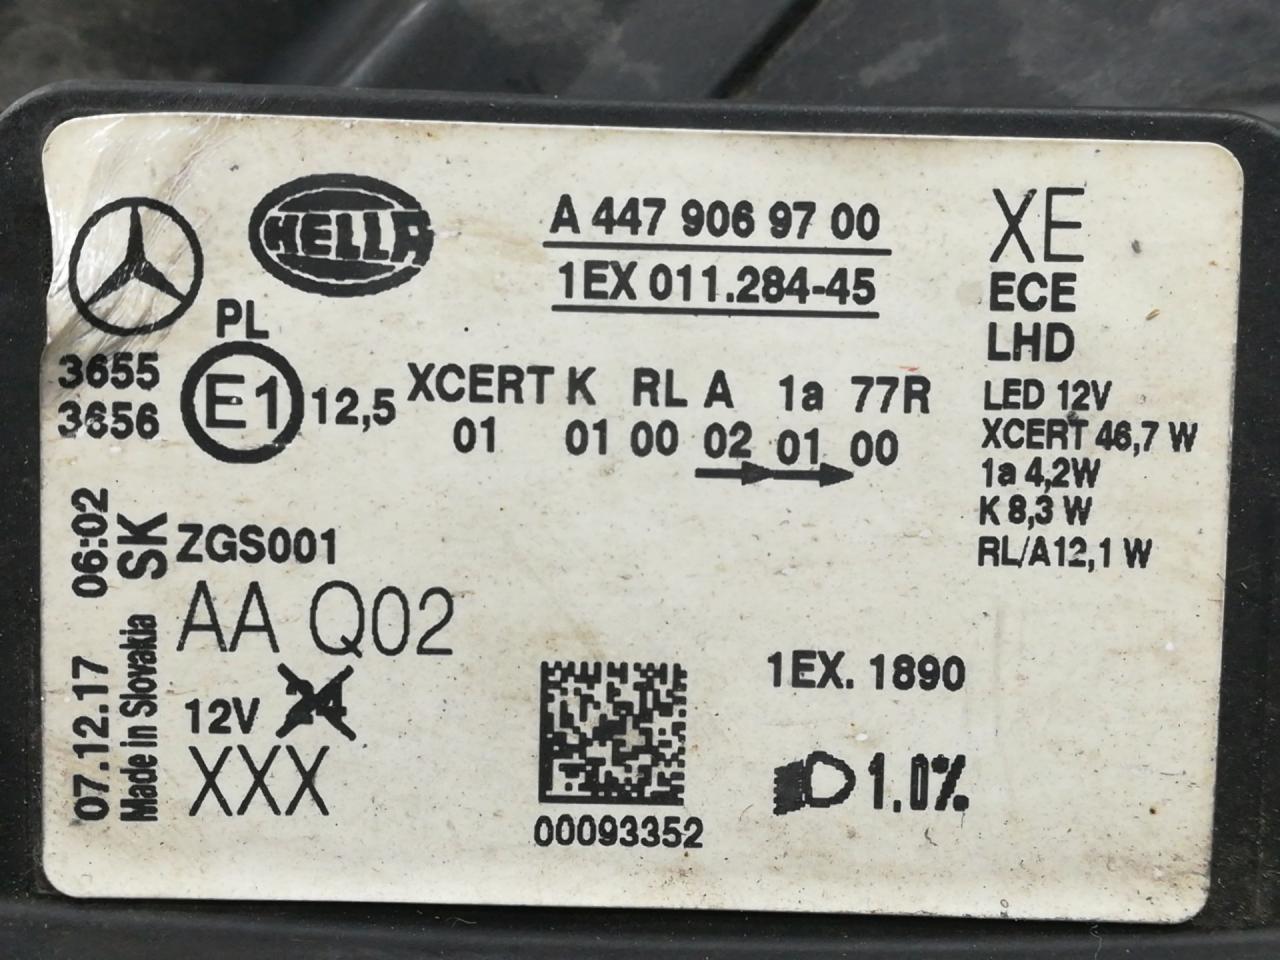 HELLA
A 447 906 97 00
1EX 011.284-45
XE
ECE
LHD
PL
3655
3656
E1
12,5
XCERT K RL A 1a 77R
01 01 00 02 01 00
LED 12V
XCERT 46,7 W
1a 4,2W
K 8,3 W
RL/A12,1 W
07.12.17 06:02
Made in Slovakia SK
ZGS001
AA Q02
12V 24
XXX
00093352
1EX. 1890
1.0%